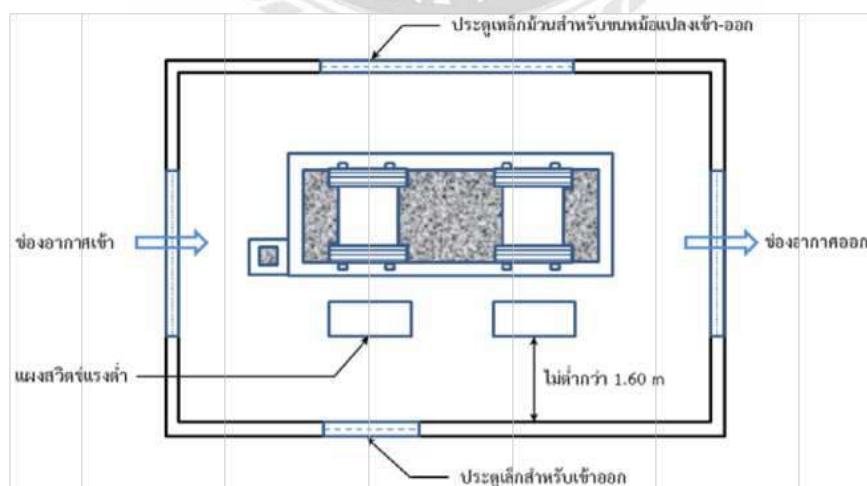 ประตูเหล็กม้วนสำหรับขนหม้อแปลงเข้า-ออก
ช่องอากาศเข้า
ช่องอากาศออก
แผงสวิตซ์แรงต่ำ
ไม่ต่ำกว่า 1.60 m
ประตูเล็กสำหรับเข้าออก